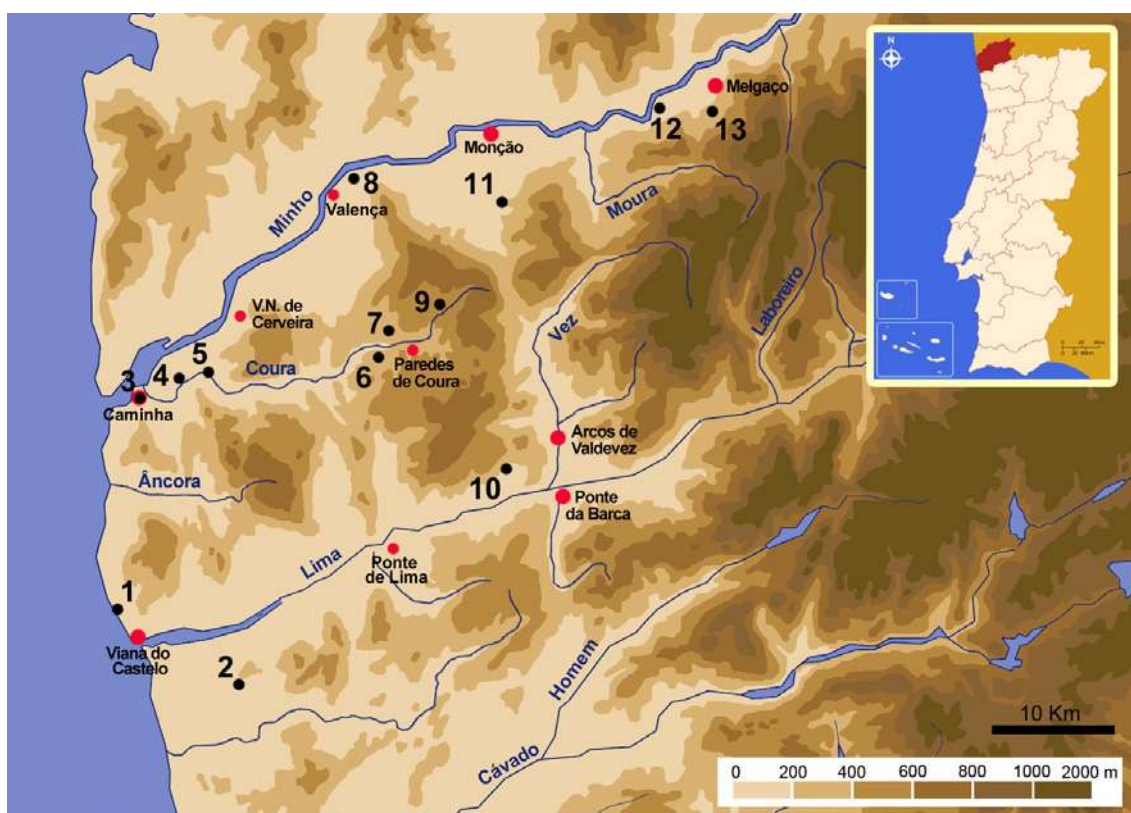 N
Melgaço
12
13
Monção
8
11
Minho
Valença
Moura
Laboreiro
9
V.N. de
Cerveira
7
Vez
5
Coura
6
Paredes
de Coura
4
3
Caminha
Arcos de
Valdevez
Âncora
10
Ponte
da Barca
Lima
Ponte
de Lima
1
Viana do
Castelo
2
Homem
10 Km
Cávado
0 200 400 600 800 1000 2000 m